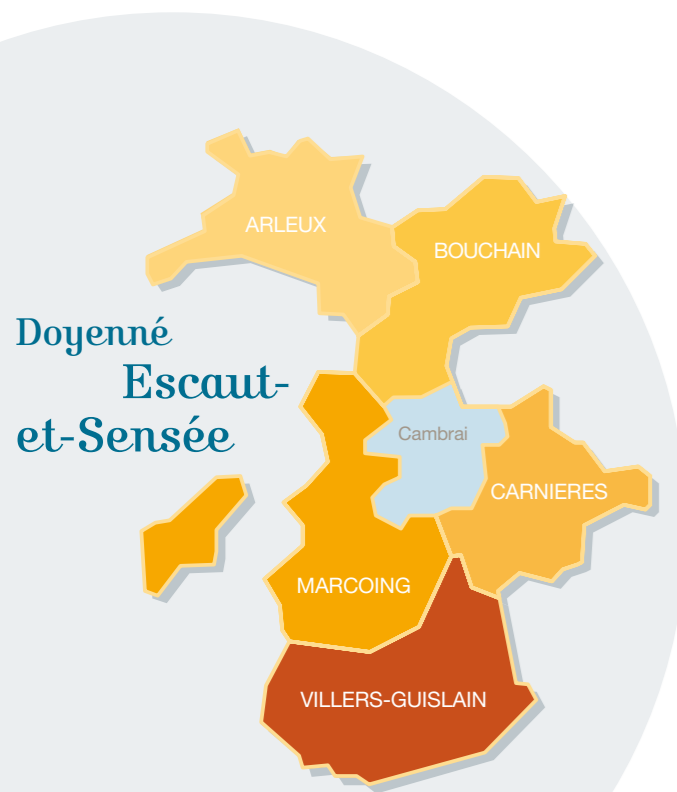 ARLEUX
BOUCHAIN
Doyenné
Escaut-
et-Sensée
Cambrai
CARNIERES
MARCOING
VILLERS-GUISLAIN